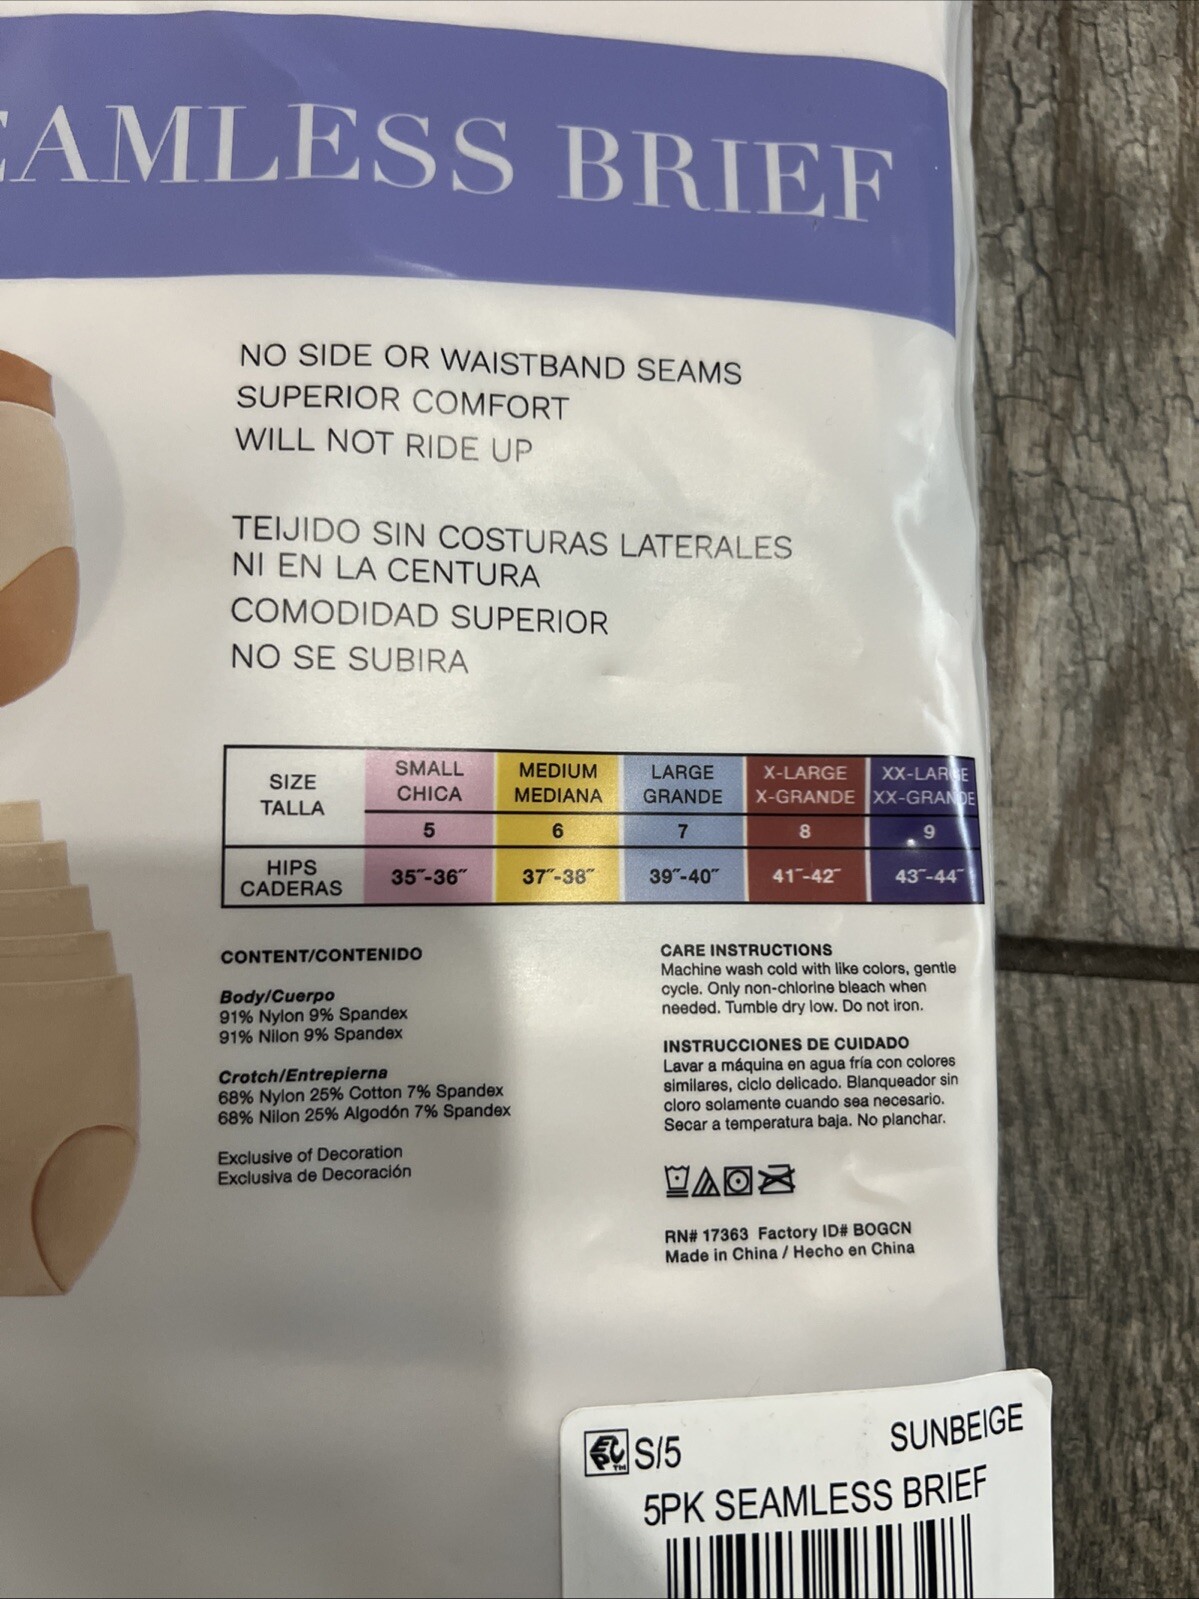 EAMLESS BRIEF
NO SIDE OR WAISTBAND SEAMS
SUPERIOR COMFORT
WILL NOT RIDE UP
TEIJIDO SIN COSTURAS LATERALES
NI EN LA CENTURA
COMODIDAD SUPERIOR
NO SE SUBIRA
SIZE TALLA
SMALL CHICA
MEDIUM MEDIANA
LARGE GRANDE
X-LARGE X-GRANDE
XX-LARGE XX-GRANDE
5 6 7 8 9
HIPS CADERAS
35″-36″ 37″-38″ 39″-40″ 41″-42″ 43″-44″
CONTENT/CONTENIDO
Body/Cuerpo
91% Nylon 9% Spandex
91% Nilon 9% Spandex
Crotch/Entrepierna
68% Nylon 25% Cotton 7% Spandex
68% Nilon 25% Algodón 7% Spandex
Exclusive of Decoration
Exclusiva de Decoración
CARE INSTRUCTIONS
Machine wash cold with like colors, gentle
cycle. Only non-chlorine bleach when
needed. Tumble dry low. Do not iron.
INSTRUCCIONES DE CUIDADO
Lavar a máquina en agua fría con colores
similares, ciclo delicado. Blanqueador sin
cloro solamente cuando sea necesario.
Secar a temperatura baja. No planchar.
RN# 17363 Factory ID# BOGCN
Made in China / Hecho en China
S/5 SUNBEIGE
5PK SEAMLESS BRIEF